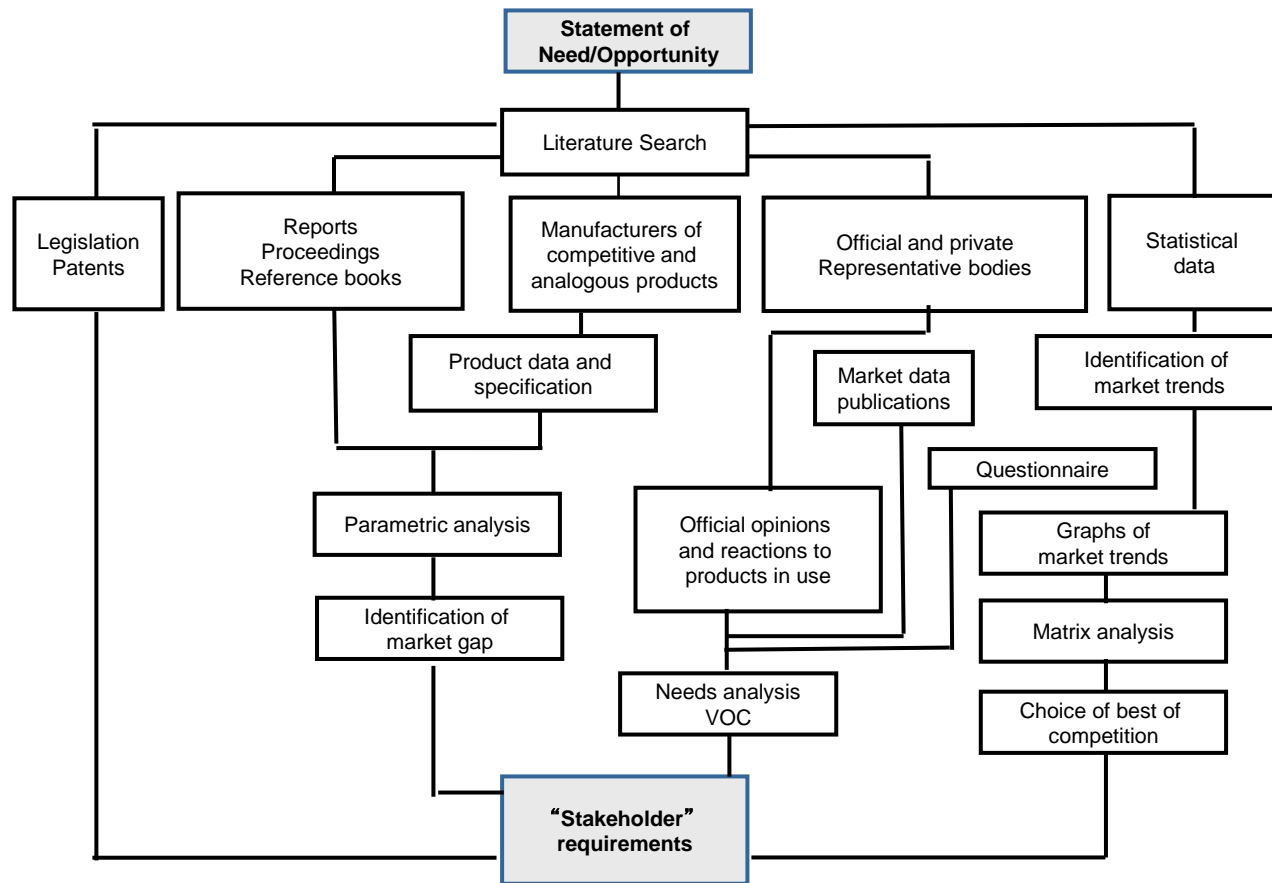 Statement of
Need/Opportunity
Literature Search
Legislation
Patents
Reports
Proceedings
Reference books
Manufacturers of
competitive and
analogous products
Official and private
Representative bodies
Statistical
data
Product data and
specification
Market data
publications
Identification of
market trends
Questionnaire
Parametric analysis
Official opinions
and reactions to
products in use
Graphs of
market trends
Identification of
market gap
Matrix analysis
Needs analysis
VOC
Choice of best of
competition
“Stakeholder”
requirements